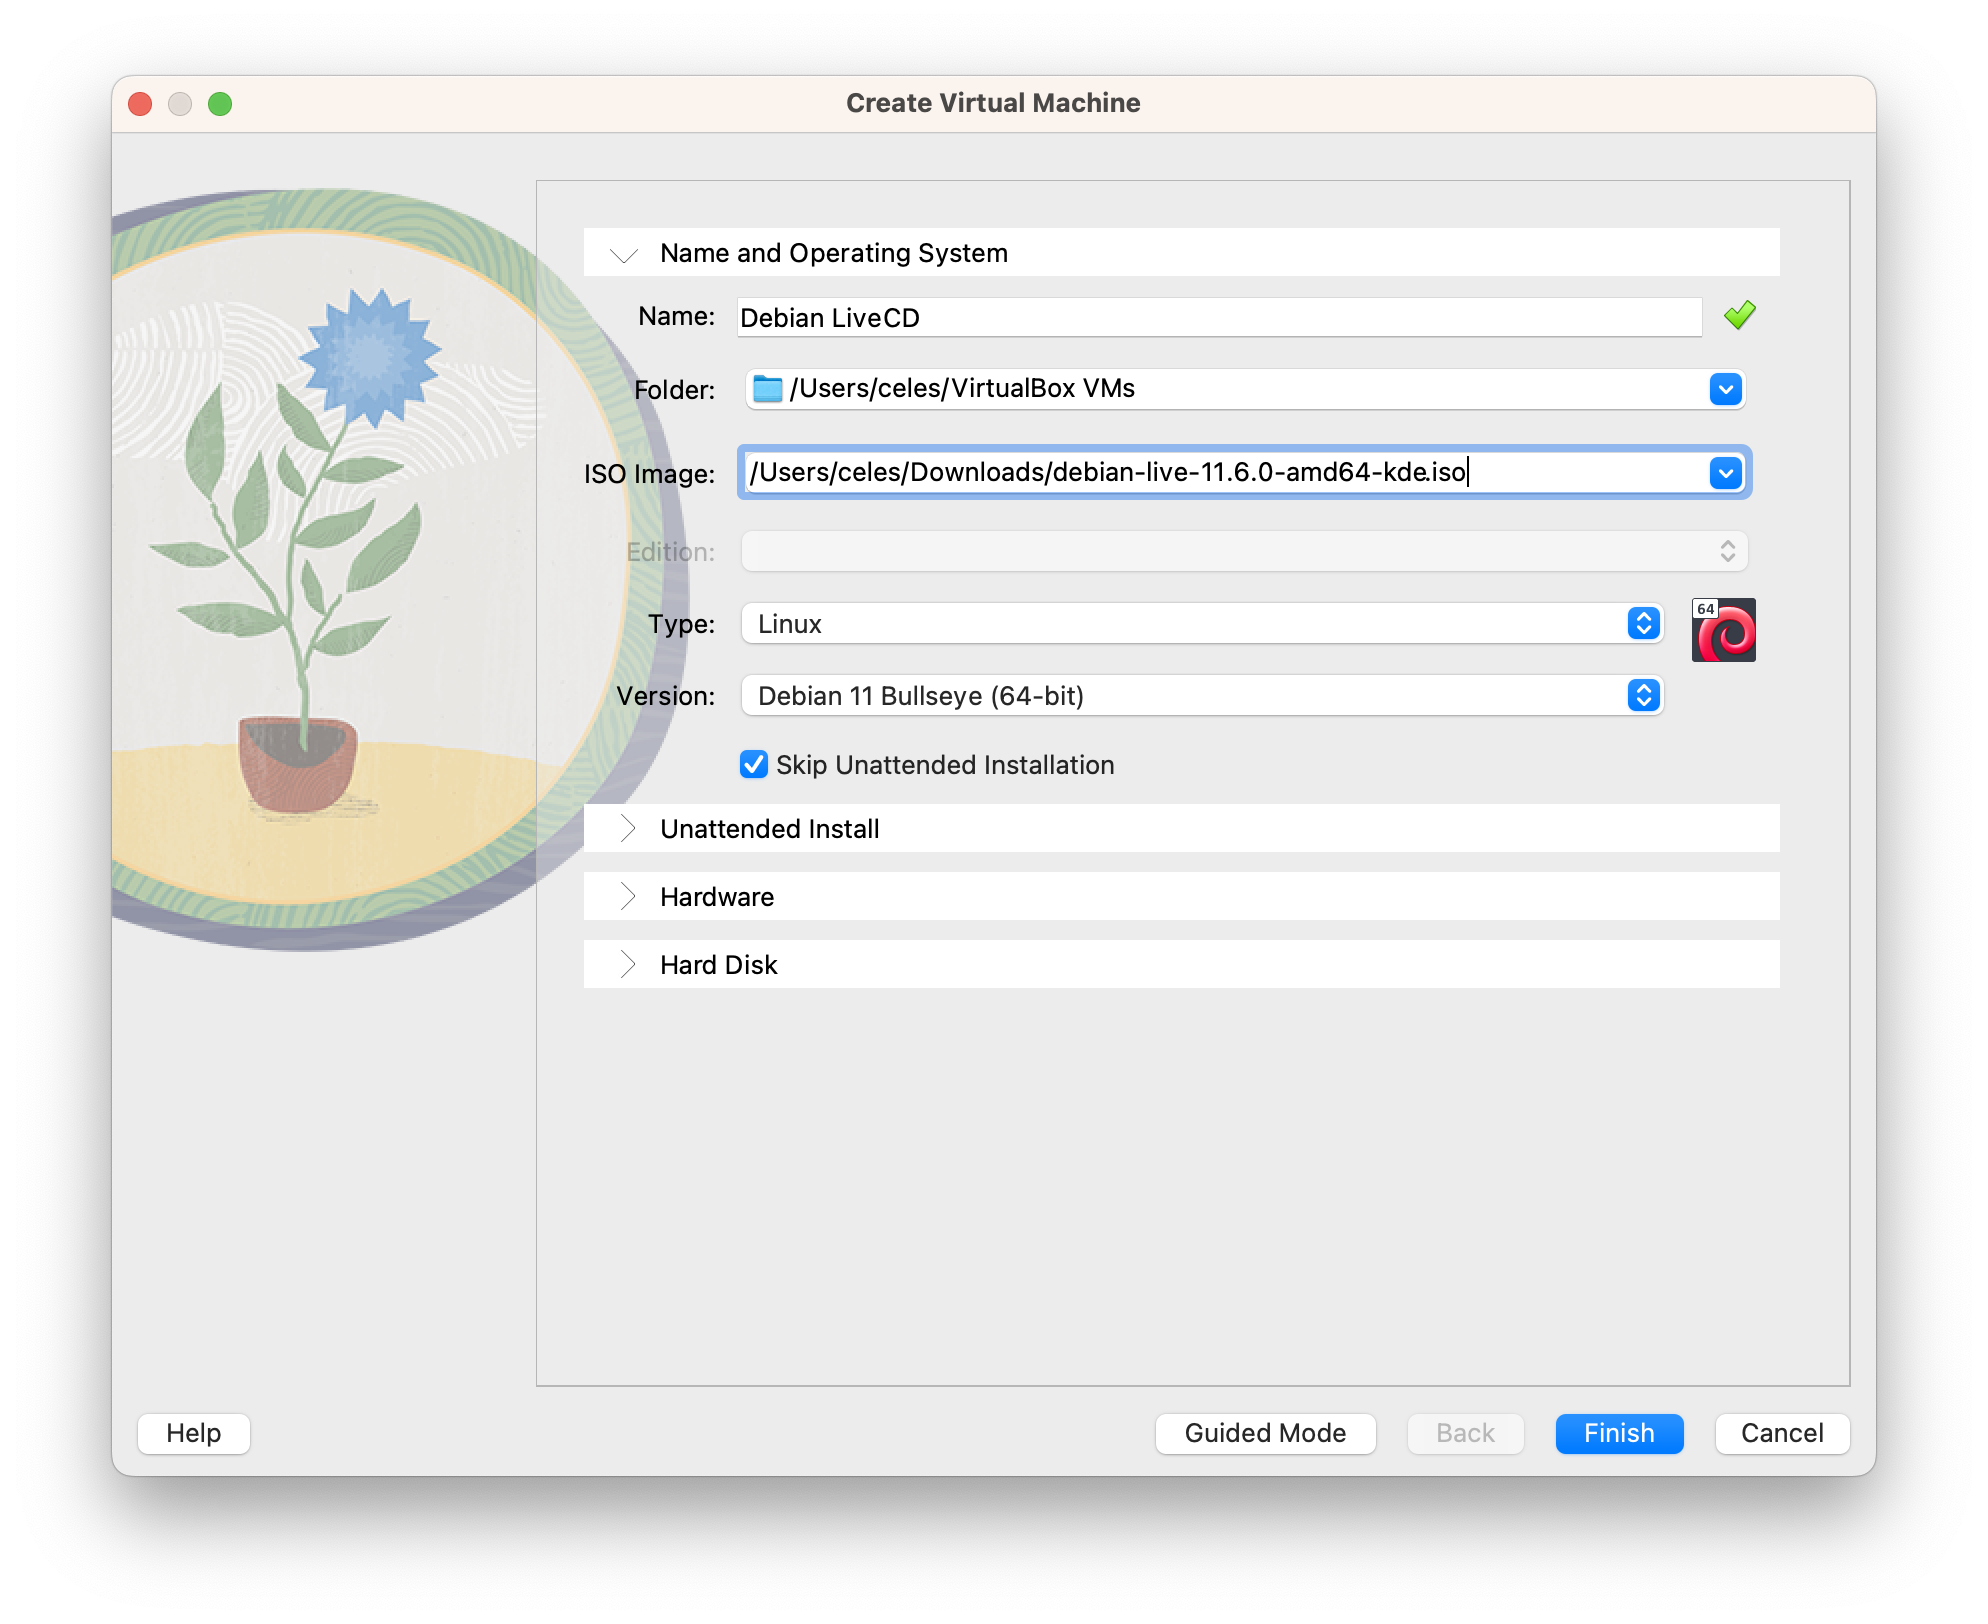 Create Virtual Machine
Name and Operating System
Name: Debian LiveCD
Folder: /Users/celes/VirtualBox VMs
ISO Image: /Users/celes/Downloads/debian-live-11.6.0-amd64-kde.iso
Edition:
Type: Linux
64
Version: Debian 11 Bullseye (64-bit)
Skip Unattended Installation
Unattended Install
Hardware
Hard Disk
Help Guided Mode Back Finish Cancel